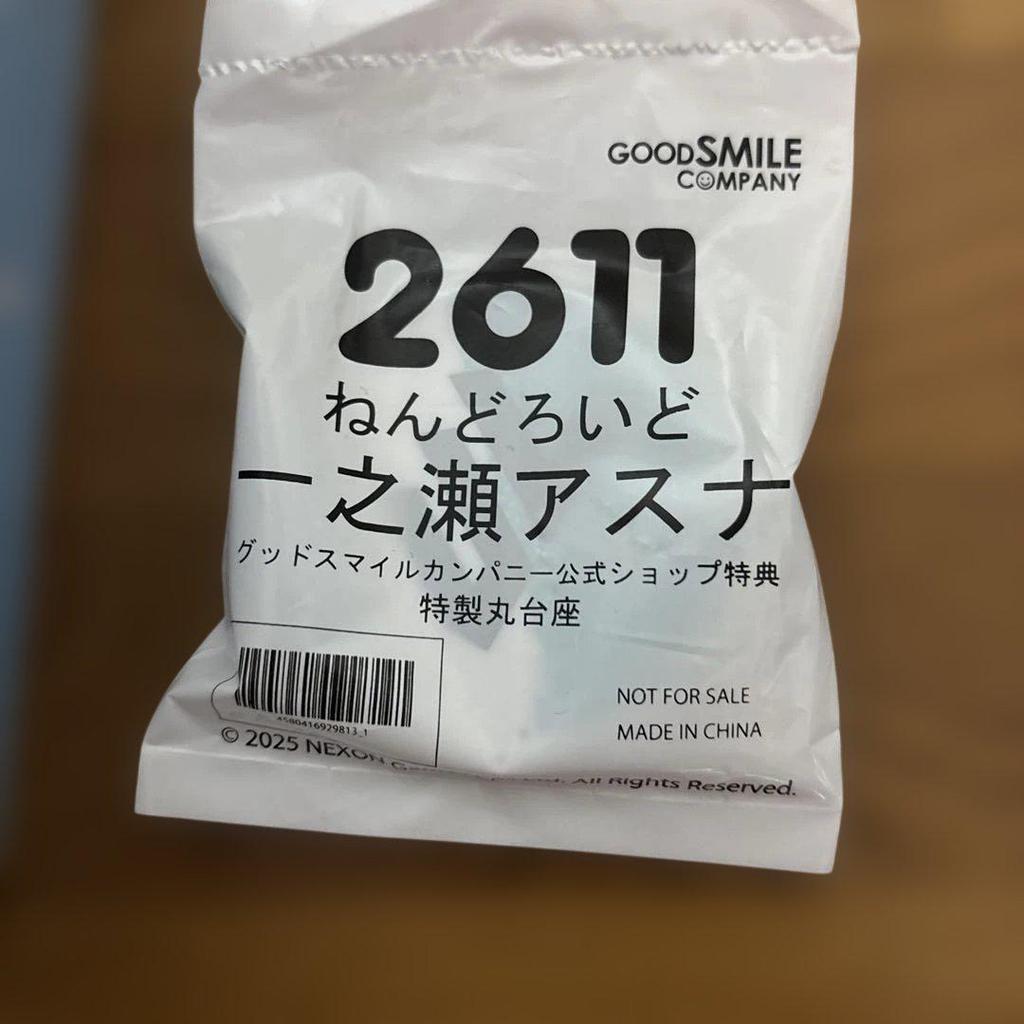 GOODSMILE
COMPANY
2611
ねんどろいど
一之瀬アスナ
グッドスマイルカンパニー公式ショップ特典
特製丸台座
NOT FOR SALE
MADE IN CHINA
4580416929813_1
© 2025 NEXON All Rights Reserved.